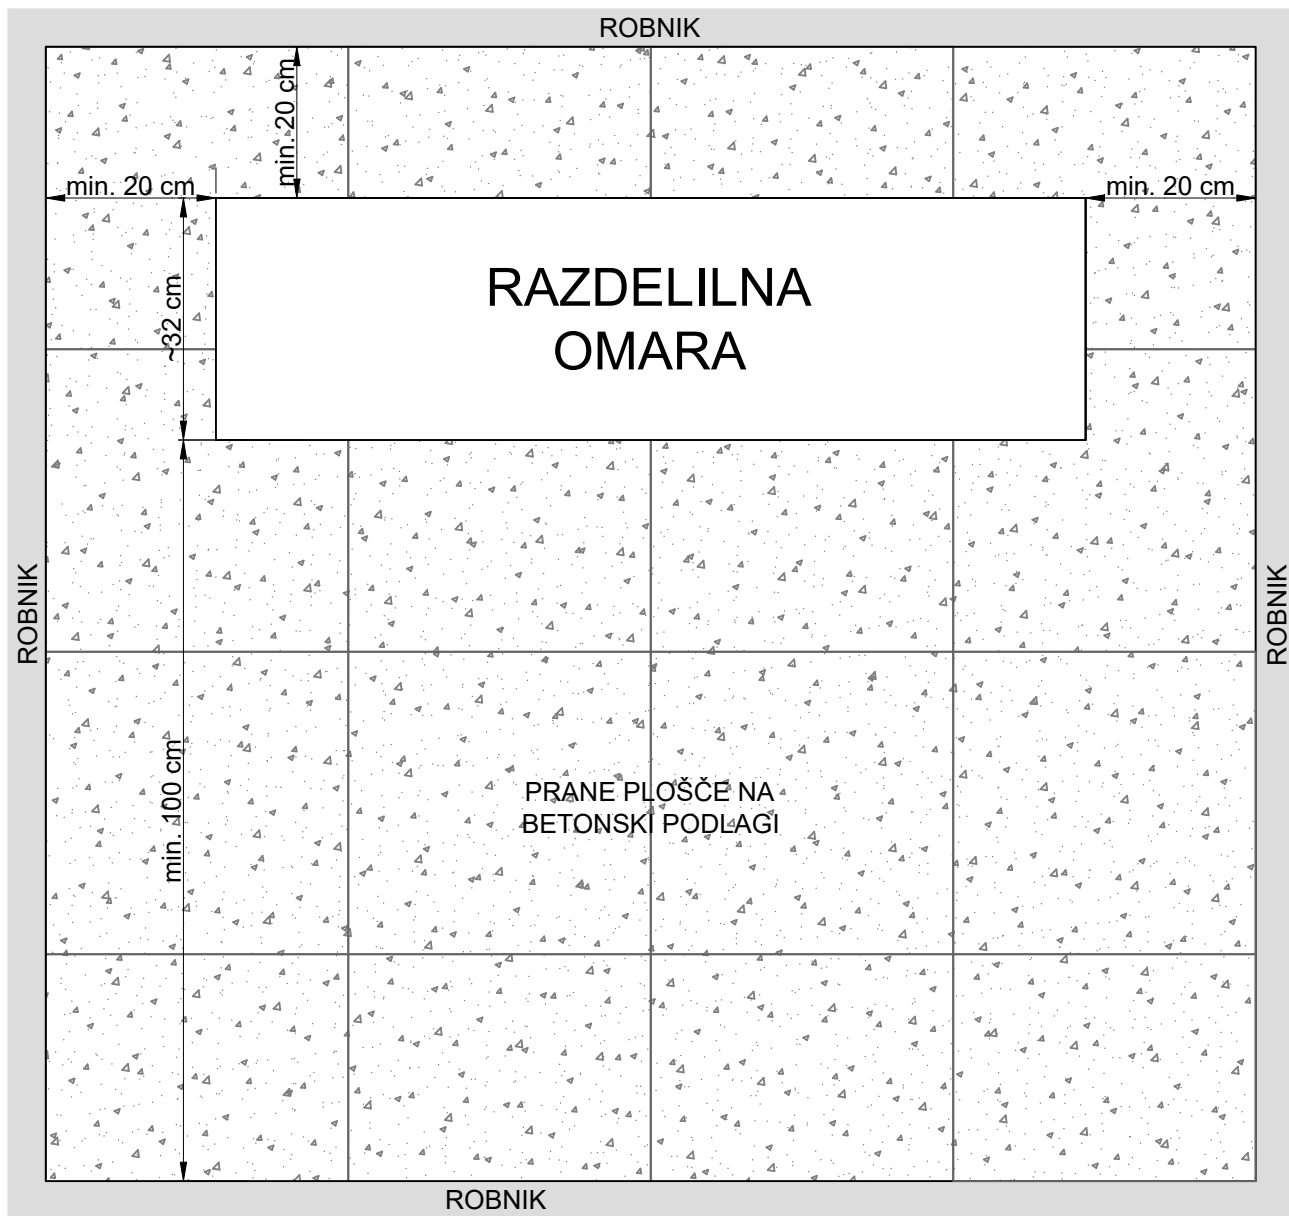 ROBNIK
min. 20 cm
min. 20 cm
min. 20 cm
~32 cm
RAZDELILNA
OMARA
ROBNIK
ROBNIK
min. 100 cm
PRANE PLOŠČE NA
BETONSKI PODLAGI
ROBNIK